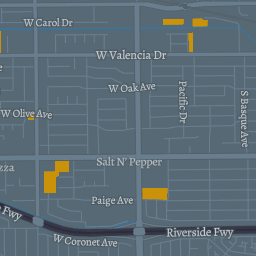 W Carol Dr
W Valencia Dr
e
W Oak Ave
Pacific Dr
S Basque Ave
W Olive Ave
Salt N' Pepper
zza
Paige Ave
Fwy
Riverside Fwy
W Coronet Ave